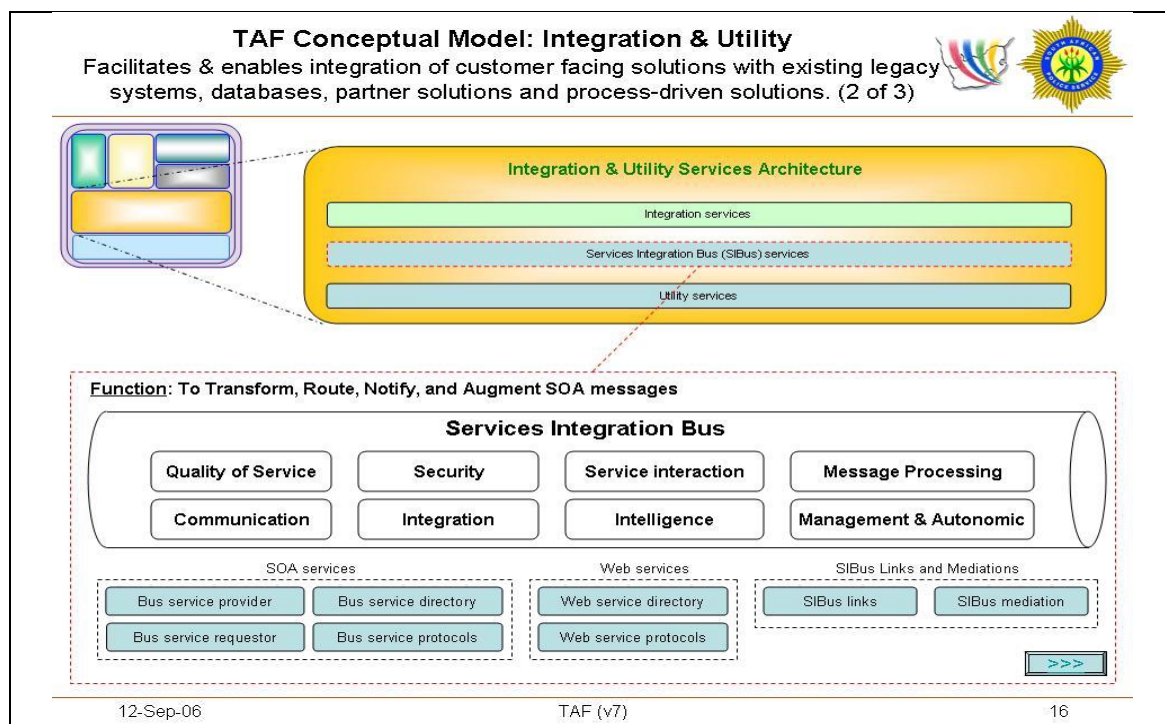 TAF Conceptual Model: Integration & Utility
Facilitates & enables integration of customer facing solutions with existing legacy
systems, databases, partner solutions and process-driven solutions. (2 of 3)
SOUTH AFRICAN
POLICE SERVICE
Integration & Utility Services Architecture
Integration services
Services Integration Bus (SIBus) services
Utility services
Function: To Transform, Route, Notify, and Augment SOA messages
Services Integration Bus
Quality of Service
Security
Service interaction
Message Processing
Communication
Integration
Intelligence
Management & Autonomic
SOA services
Web services
SIBus Links and Mediations
Bus service provider
Bus service directory
Web service directory
SIBus links
SIBus mediation
Bus service requestor
Bus service protocols
Web service protocols
>>>
12-Sep-06
TAF (v7)
16